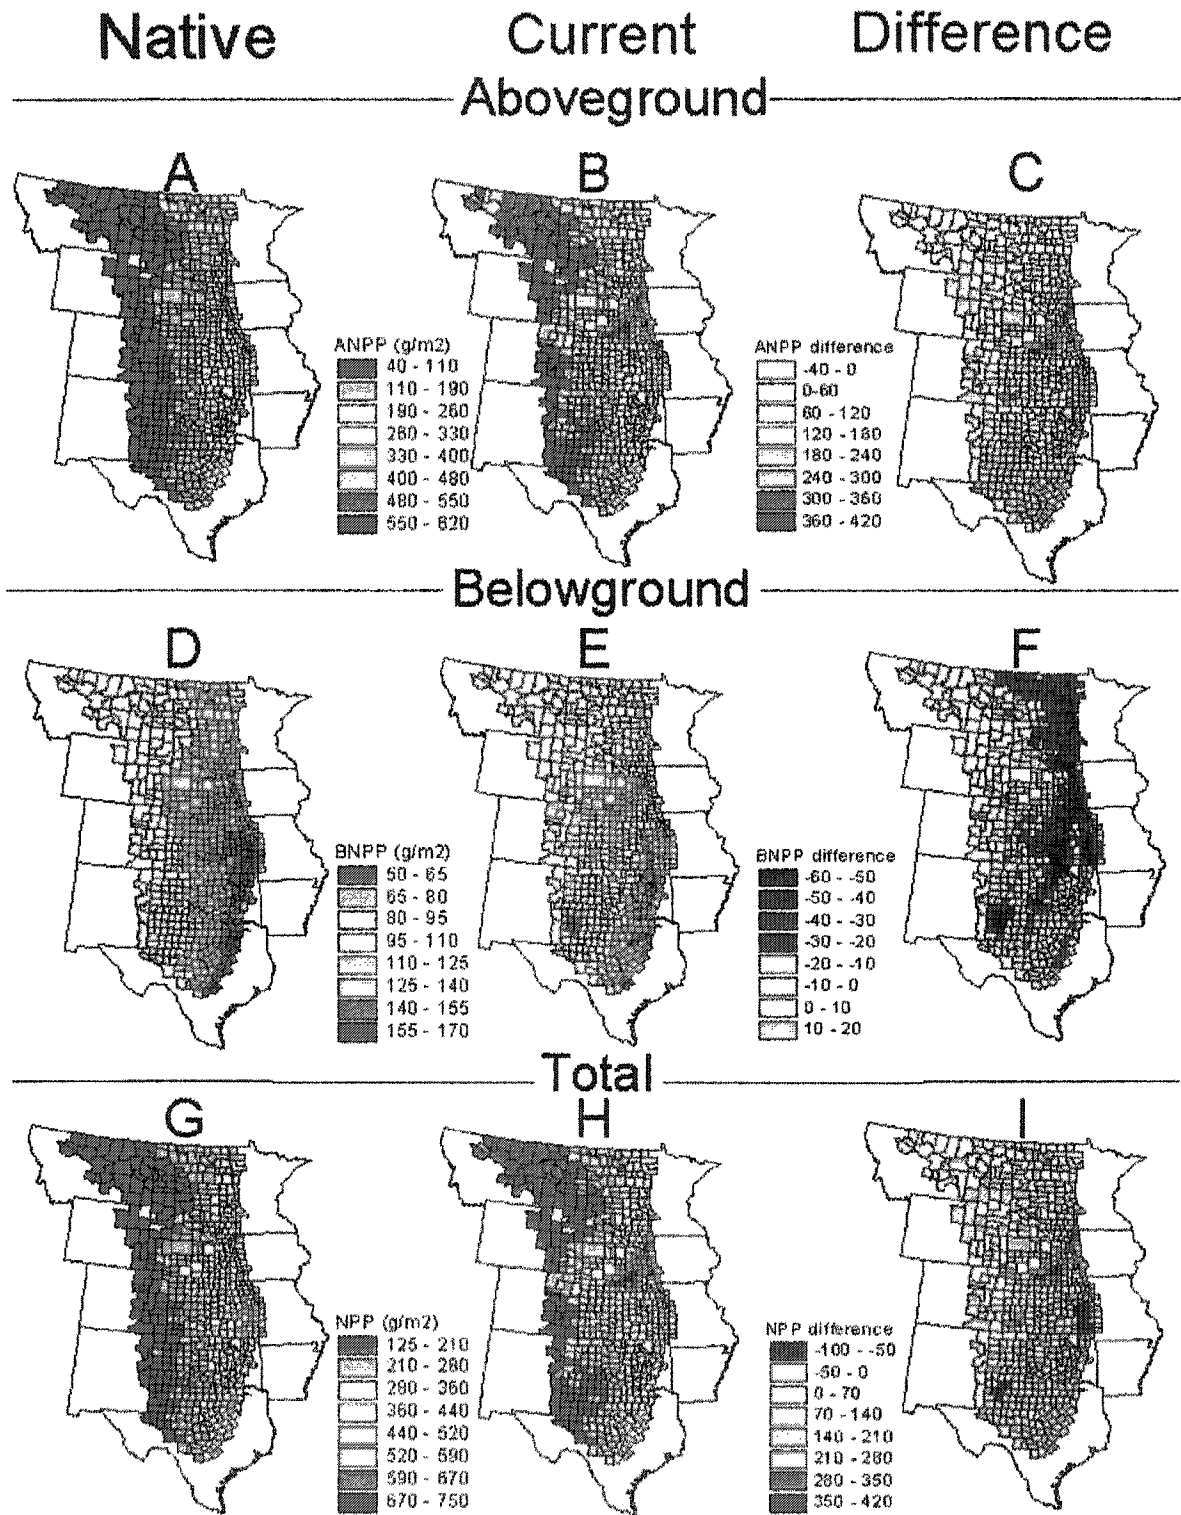 Native Current Difference
Aboveground
A B C
ANPP (g/m2)
40 - 110
110 - 190
190 - 260
260 - 330
330 - 400
400 - 480
480 - 550
550 - 620
ANPP difference
-40 - 0
0-60
60 - 120
120 - 180
180 - 240
240 - 300
300 - 360
360 - 420
Belowground
D E F
BNPP (g/m2)
50 - 65
65 - 80
80 - 95
95 - 110
110 - 125
125 - 140
140 - 155
155 - 170
BNPP difference
-60 - -50
-50 - -40
-40 - -30
-30 - -20
-20 - -10
-10 - 0
0 - 10
10 - 20
Total
G H I
NPP (g/m2)
125 - 210
210 - 280
280 - 360
360 - 440
440 - 520
520 - 590
590 - 670
670 - 750
NPP difference
-100 - -50
-50 - 0
0 - 70
70 - 140
140 - 210
210 - 280
280 - 350
350 - 420